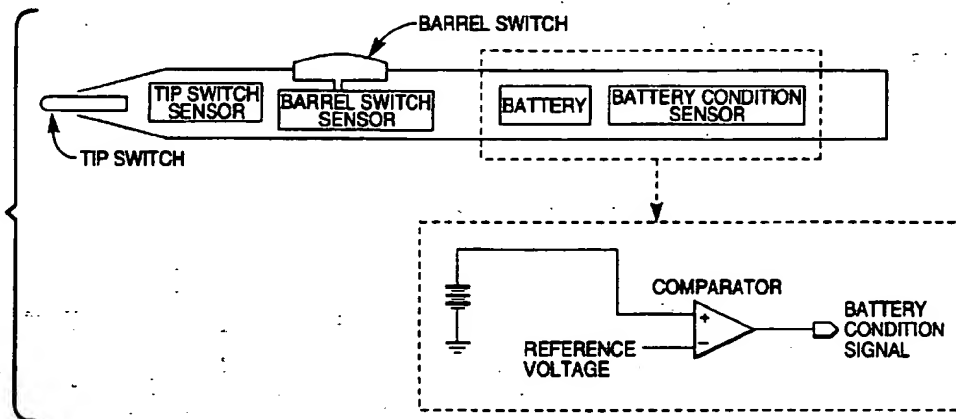 BARREL SWITCH
TIP SWITCH
SENSOR
BARREL SWITCH
SENSOR
BATTERY
BATTERY CONDITION
SENSOR
TIP SWITCH
COMPARATOR
+
−
REFERENCE
VOLTAGE
BATTERY
CONDITION
SIGNAL